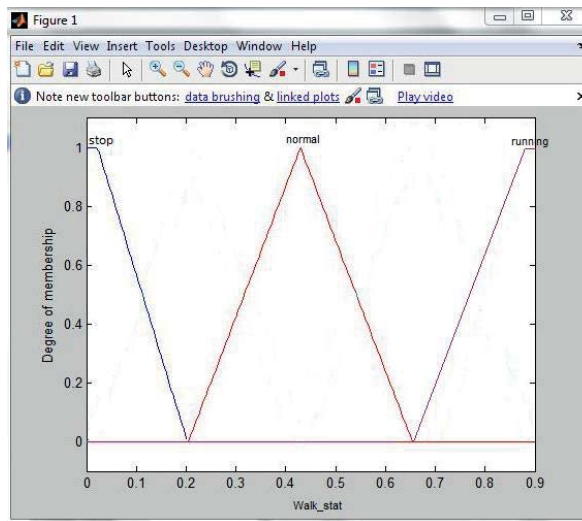 Figure 1
File Edit View Insert Tools Desktop Window Help
Note new toolbar buttons: data brushing & linked plots Play video
stop normal running
1
0.8
0.6
0.4
0.2
0
Degree of membership
0 0.1 0.2 0.3 0.4 0.5 0.6 0.7 0.8 0.9
Walk_stat